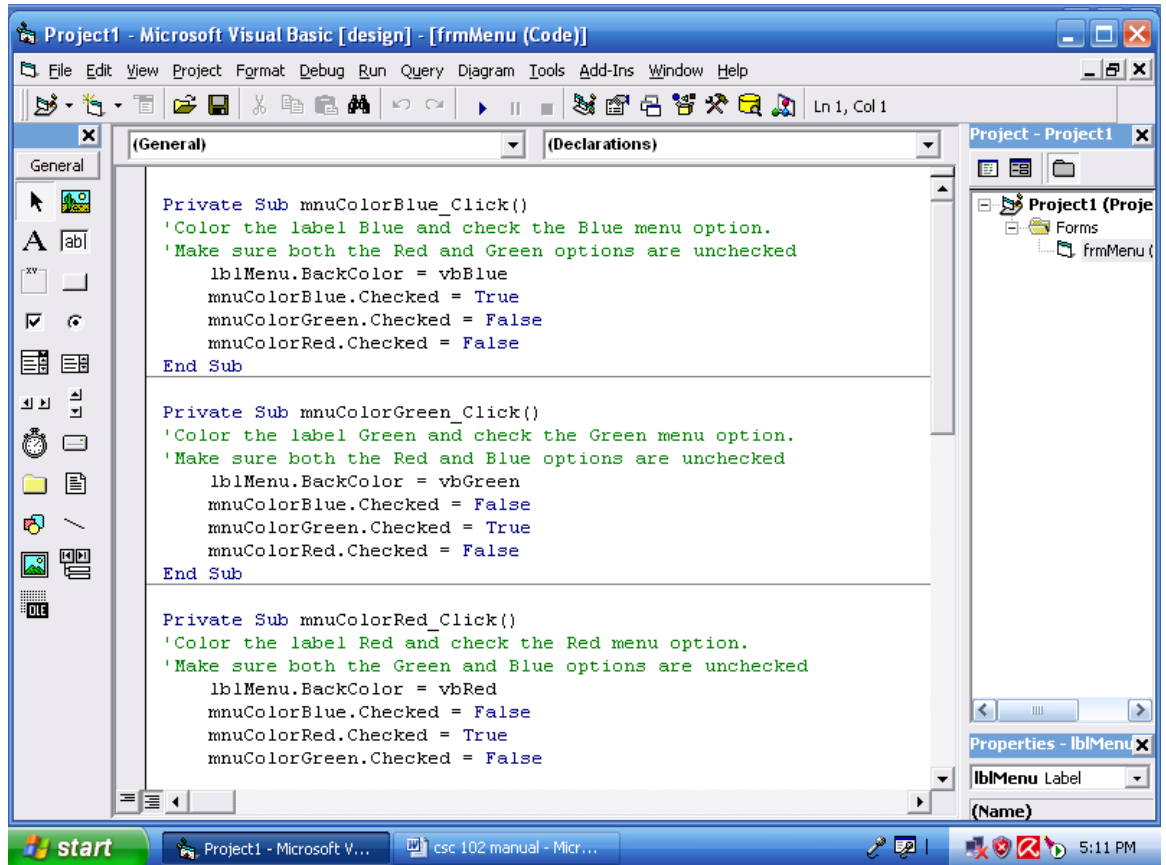 Project1 - Microsoft Visual Basic [design] - [frmMenu (Code)]
File Edit View Project Format Debug Run Query Diagram Tools Add-Ins Window Help
Ln 1, Col 1
General
(General)
(Declarations)
Private Sub mnuColorBlue_Click()
'Color the label Blue and check the Blue menu option.
'Make sure both the Red and Green options are unchecked
lblMenu.BackColor = vbBlue
mnuColorBlue.Checked = True
mnuColorGreen.Checked = False
mnuColorRed.Checked = False
End Sub
Private Sub mnuColorGreen_Click()
'Color the label Green and check the Green menu option.
'Make sure both the Red and Blue options are unchecked
lblMenu.BackColor = vbGreen
mnuColorBlue.Checked = False
mnuColorGreen.Checked = True
mnuColorRed.Checked = False
End Sub
Private Sub mnuColorRed_Click()
'Color the label Red and check the Red menu option.
'Make sure both the Green and Blue options are unchecked
lblMenu.BackColor = vbRed
mnuColorBlue.Checked = False
mnuColorRed.Checked = True
mnuColorGreen.Checked = False
A
ab
xy
OLE
Project - Project1
Project1 (Proje
Forms
frmMenu (
Properties - lblMenu
lblMenu Label
(Name)
start
Project1 - Microsoft V...
csc 102 manual - Micr...
5:11 PM